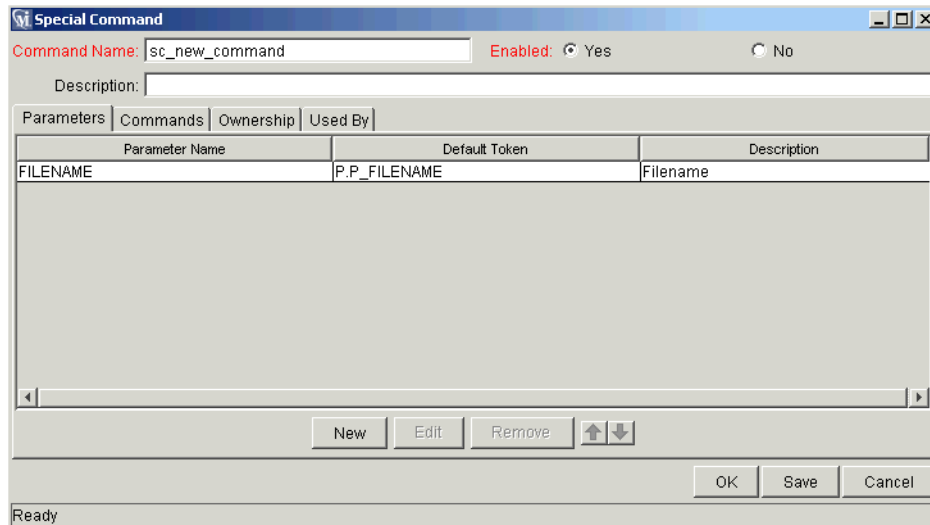 Special Command
Command Name: sc_new_command Enabled: Yes No
Description:
Parameters Commands Ownership Used By
Parameter Name Default Token Description
FILENAME P.P_FILENAME Filename
New Edit Remove
OK Save Cancel
Ready